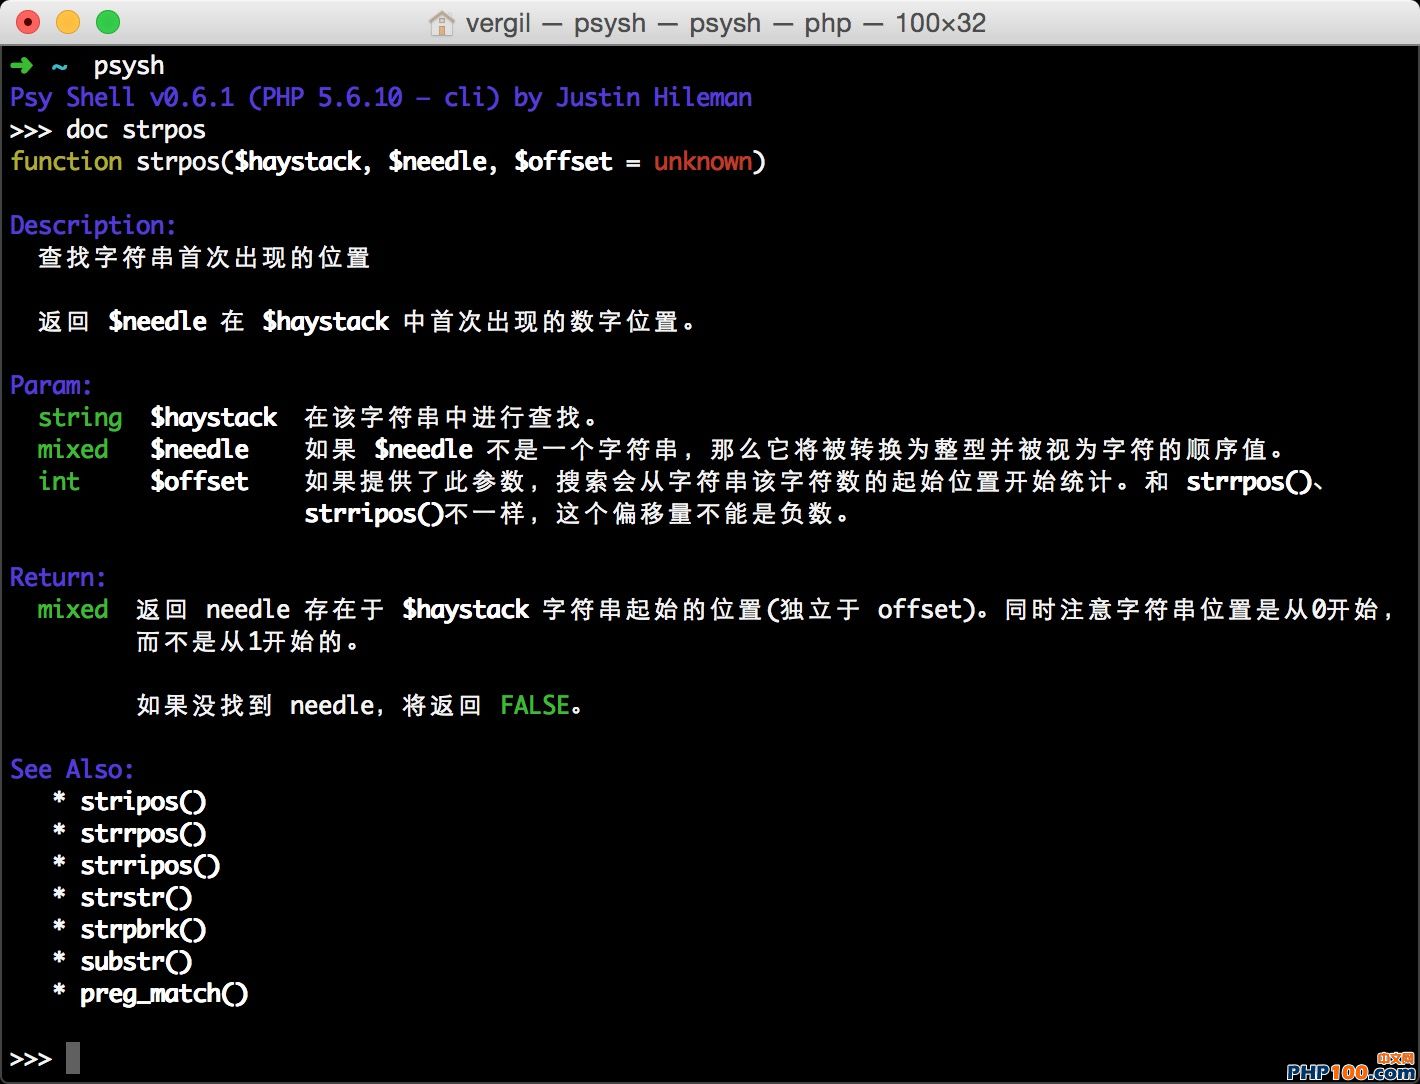 vergil — psysh — psysh — php — 100×32
➜ ~ psysh
Psy Shell v0.6.1 (PHP 5.6.10 — cli) by Justin Hileman
>>> doc strpos
function strpos($haystack, $needle, $offset = unknown)
Description:
查找字符串首次出现的位置
返回 $needle 在 $haystack 中首次出现的数字位置。
Param:
string $haystack 在该字符串中进行查找。
mixed $needle 如果 $needle 不是一个字符串，那么它将被转换为整型并被视为字符的顺序值。
int $offset 如果提供了此参数，搜索会从字符串该字符数的起始位置开始统计。和 strrpos()、
strripos()不一样，这个偏移量不能是负数。
Return:
mixed 返回 needle 存在于 $haystack 字符串起始的位置(独立于 offset)。同时注意字符串位置是从0开始，
而不是从1开始的。
如果没找到 needle，将返回 FALSE。
See Also:
* stripos()
* strrpos()
* strripos()
* strstr()
* strpbrk()
* substr()
* preg_match()
>>>
中文网
PHP100.com